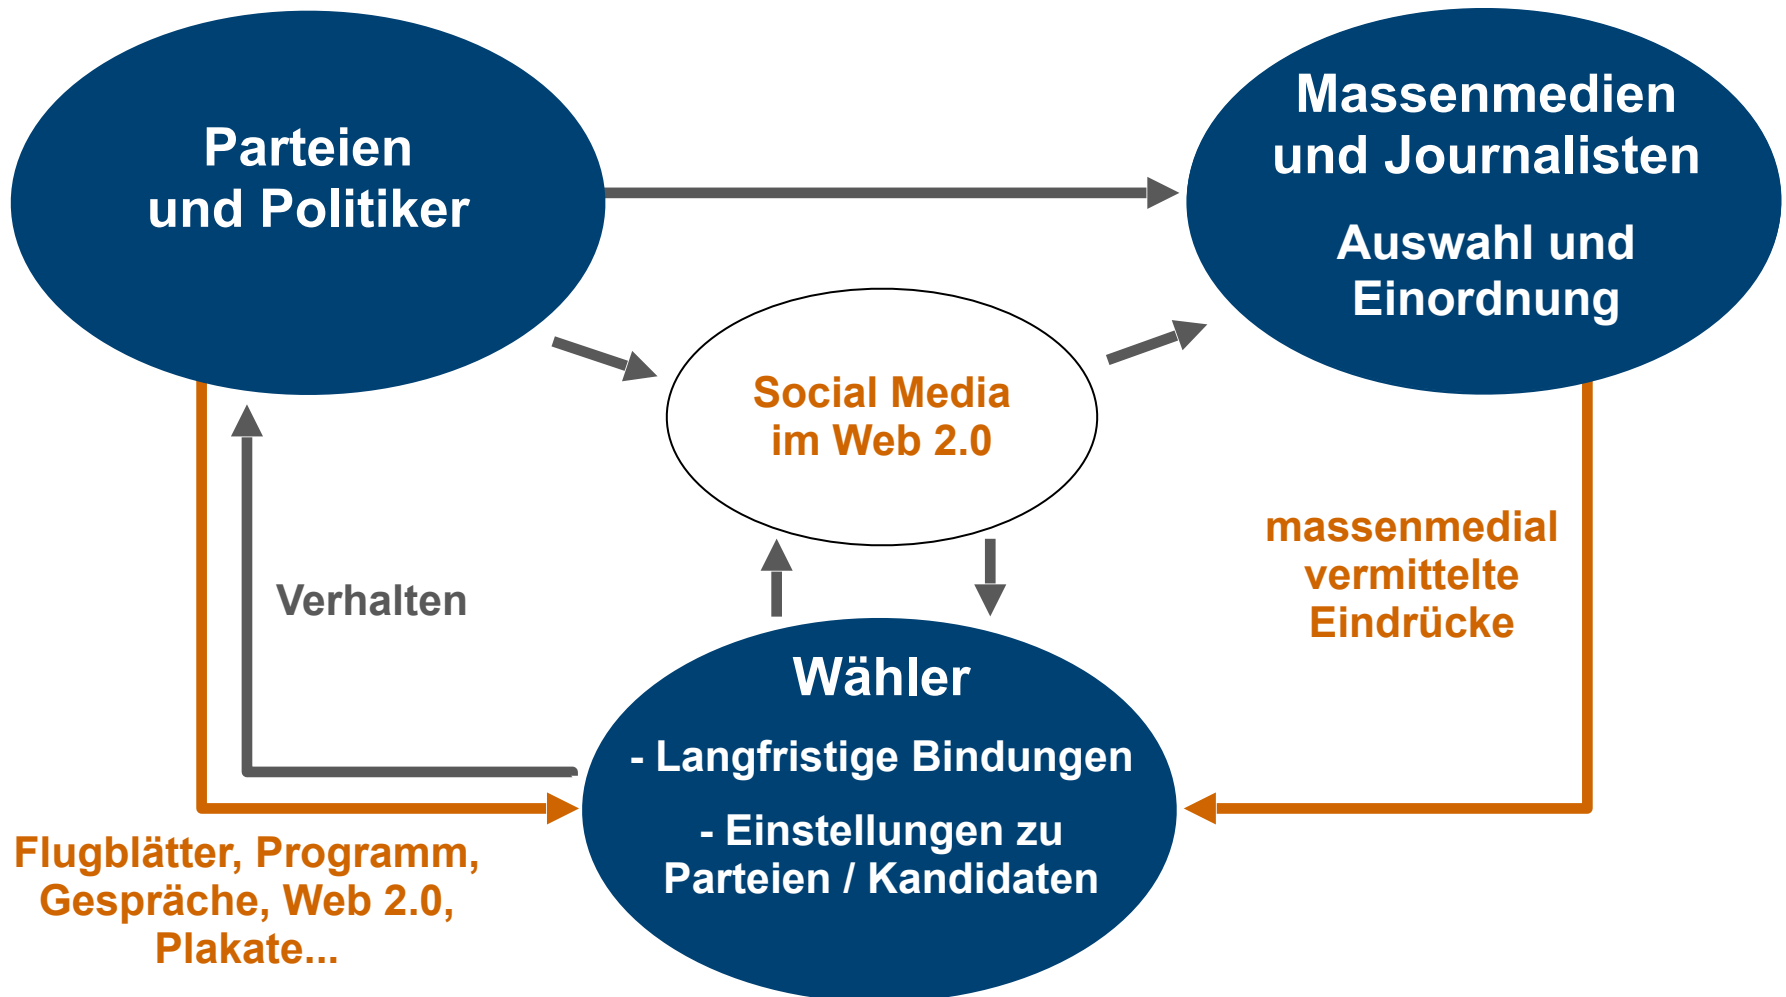 Parteien
und Politiker
Massenmedien
und Journalisten
Auswahl und
Einordnung
Social Media
im Web 2.0
massenmedial
vermittelte
Eindrücke
Verhalten
Wähler
- Langfristige Bindungen
- Einstellungen zu
Parteien / Kandidaten
Flugblätter, Programm,
Gespräche, Web 2.0,
Plakate...